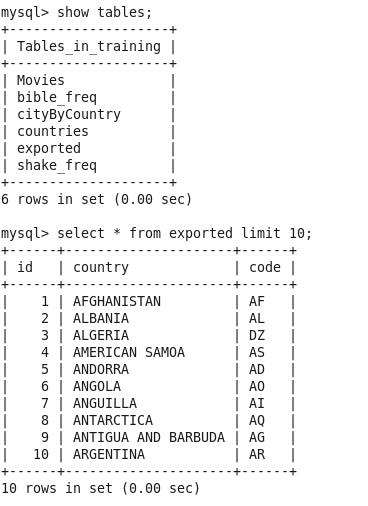 mysql> show tables;
+--------------------+
| Tables_in_training |
+--------------------+
| Movies             |
| bible_freq         |
| cityByCountry      |
| countries          |
| exported           |
| shake_freq         |
+--------------------+
6 rows in set (0.00 sec)

mysql> select * from exported limit 10;
+------+---------------------+------+
| id   | country             | code |
+------+---------------------+------+
|    1 | AFGHANISTAN         | AF   |
|    2 | ALBANIA             | AL   |
|    3 | ALGERIA             | DZ   |
|    4 | AMERICAN SAMOA      | AS   |
|    5 | ANDORRA             | AD   |
|    6 | ANGOLA              | AO   |
|    7 | ANGUILLA            | AI   |
|    8 | ANTARCTICA          | AQ   |
|    9 | ANTIGUA AND BARBUDA | AG   |
|   10 | ARGENTINA           | AR   |
+------+---------------------+------+
10 rows in set (0.00 sec)